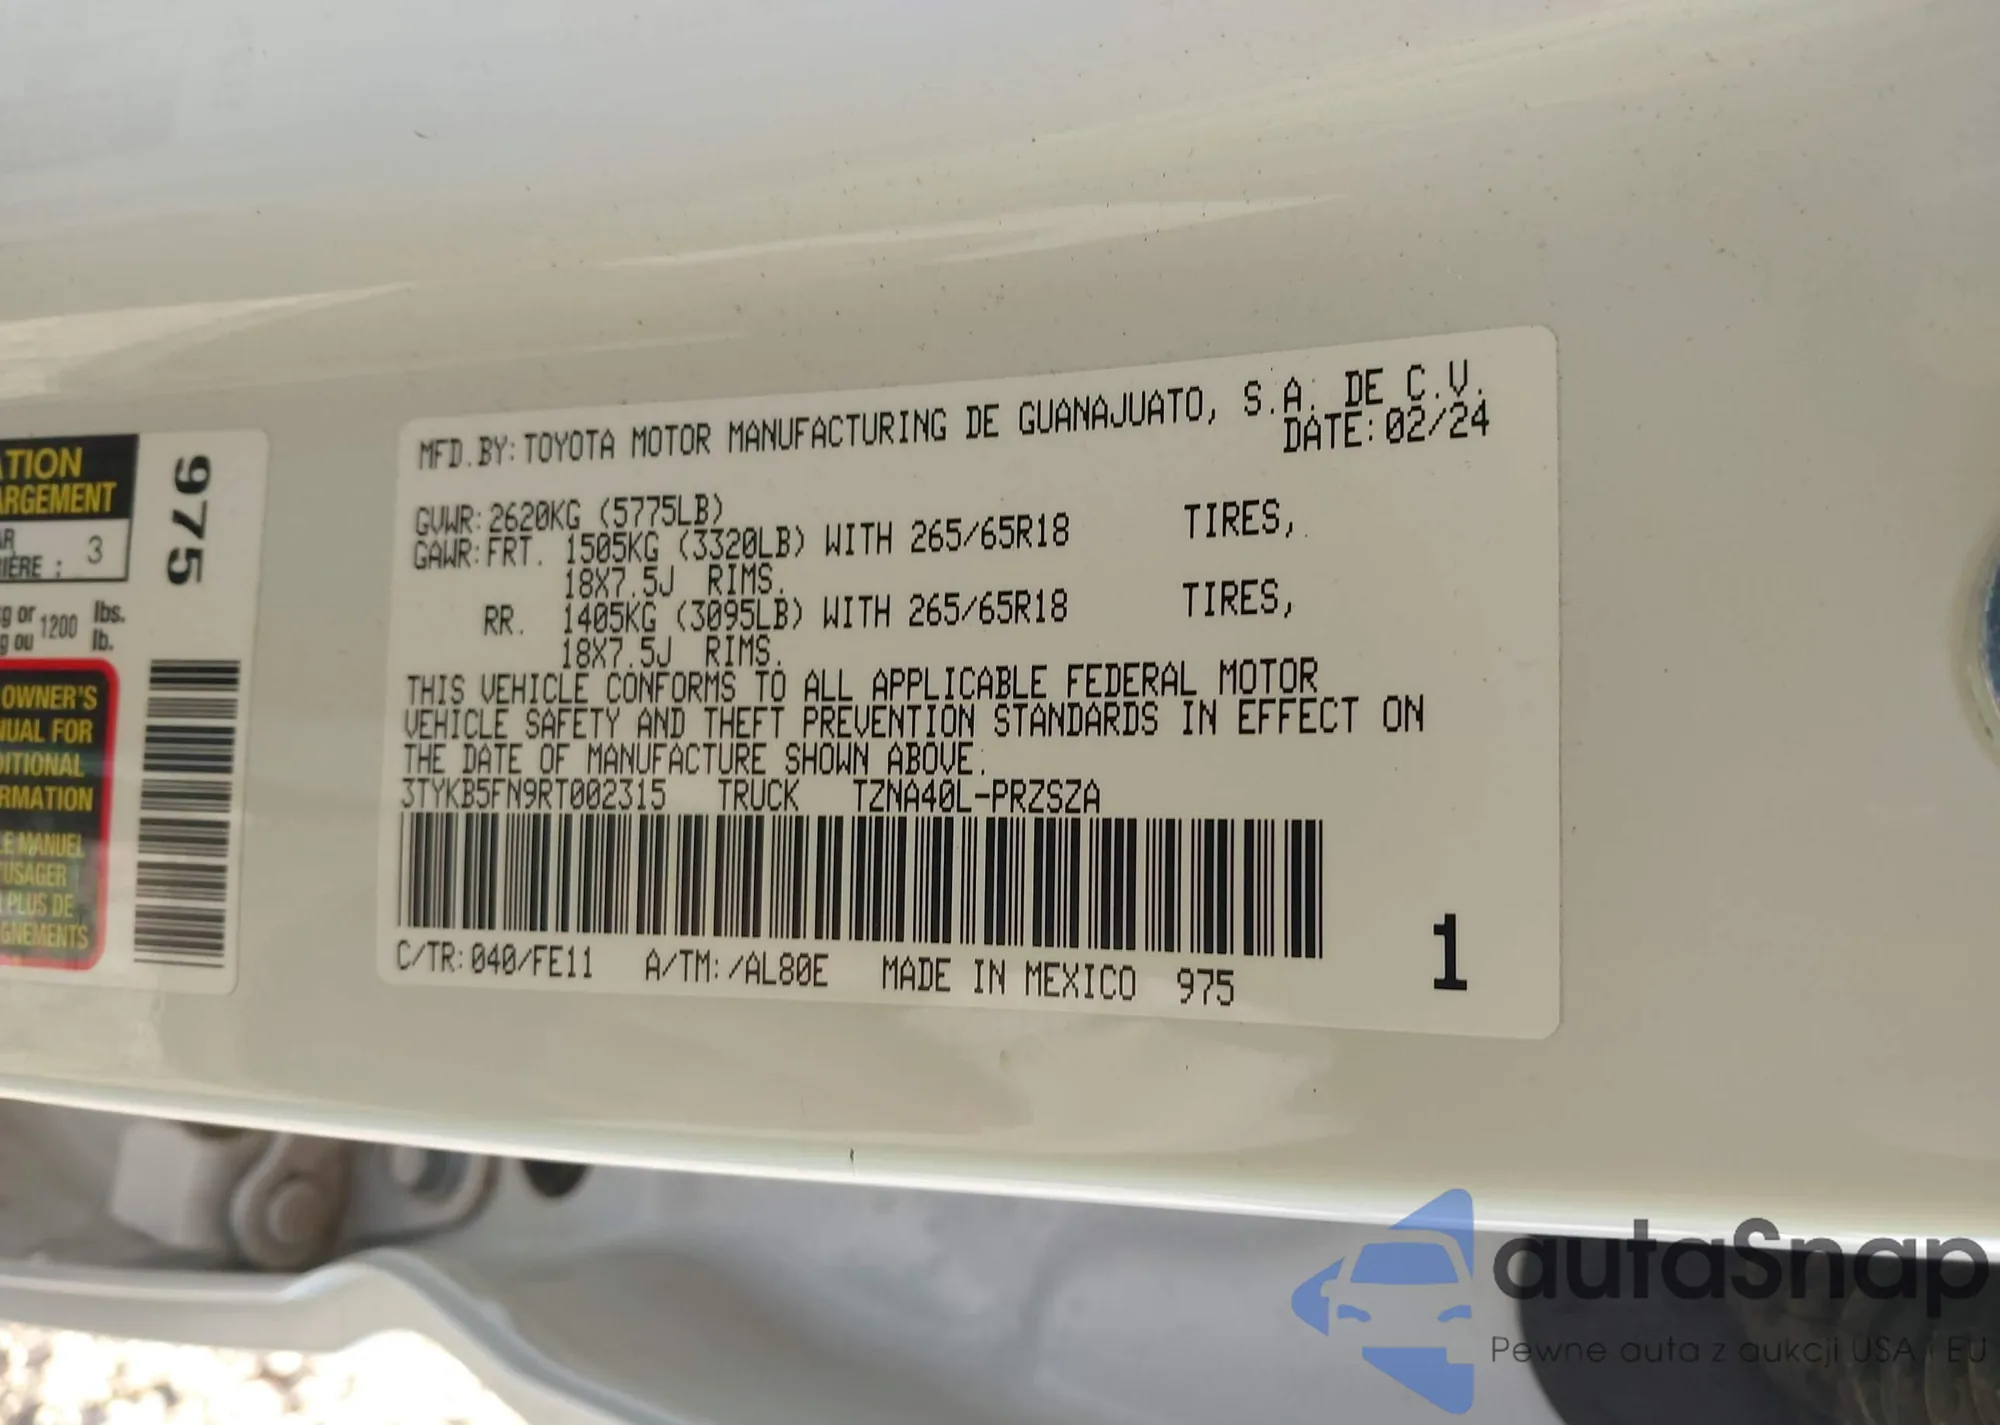 ATION
ARGEMENT
AR
IÈRE : 3
kg or 1200 lbs.
kg ou lb.
OWNER'S
NUAL FOR
DITIONAL
RMATION
LE MANUEL
'USAGER
PLUS DE
GNEMENTS
975
MFD.BY:TOYOTA MOTOR MANUFACTURING DE GUANAJUATO, S.A. DE C.V.
DATE:02/24
GVWR:2620KG (5775LB)
GAWR:FRT. 1505KG (3320LB) WITH 265/65R18 TIRES,
18X7.5J RIMS.
RR. 1405KG (3095LB) WITH 265/65R18 TIRES,
18X7.5J RIMS.
THIS VEHICLE CONFORMS TO ALL APPLICABLE FEDERAL MOTOR
VEHICLE SAFETY AND THEFT PREVENTION STANDARDS IN EFFECT ON
THE DATE OF MANUFACTURE SHOWN ABOVE.
3TYKB5FN9RT002315 TRUCK TZNA40L-PRZSZA
C/TR:040/FE11 A/TM:/AL80E MADE IN MEXICO 975
1
autaSnap
Pewne auta z aukcji USA i EU